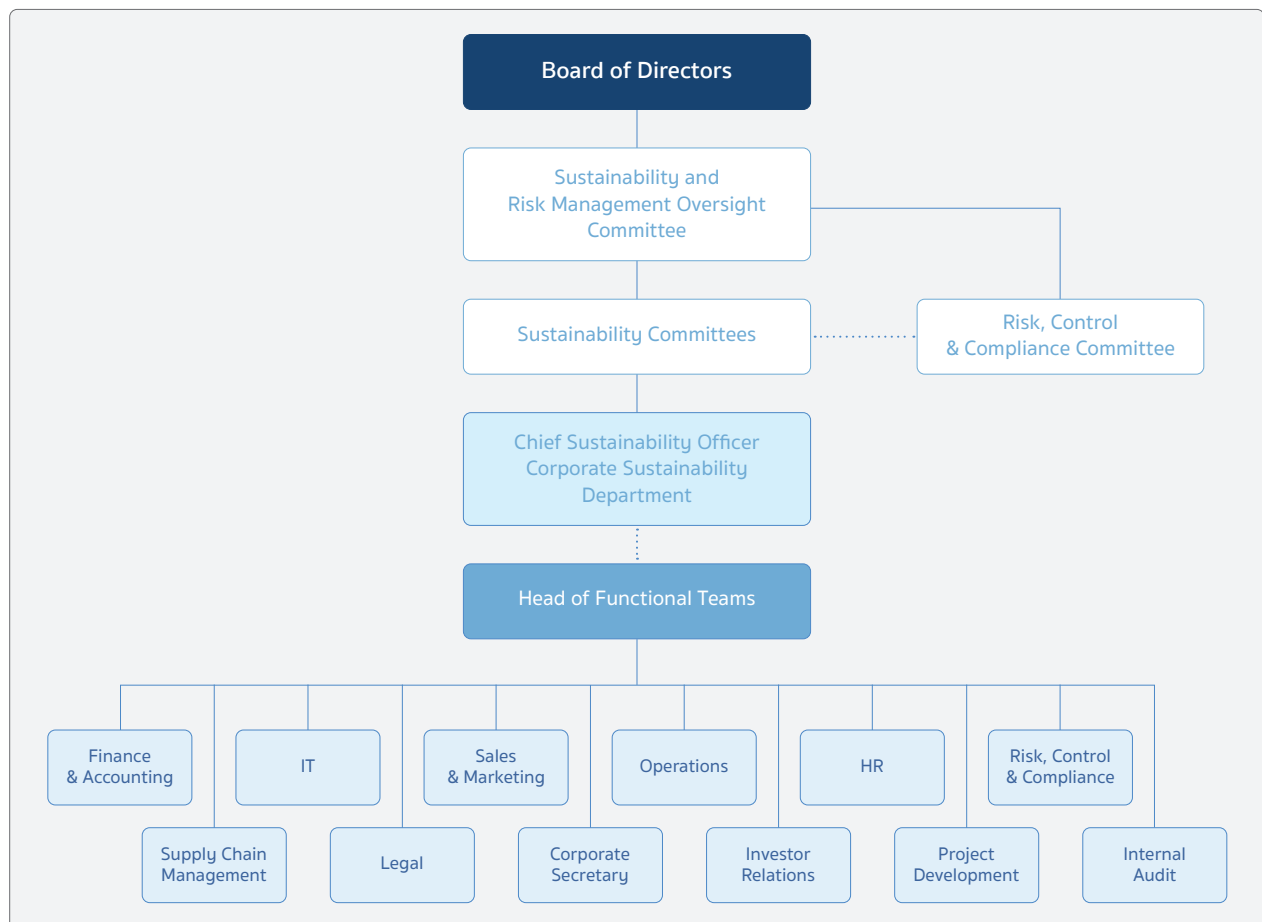 Board of Directors
Sustainability and
Risk Management Oversight
Committee
Sustainability Committees
Risk, Control
& Compliance Committee
Chief Sustainability Officer
Corporate Sustainability
Department
Head of Functional Teams
Finance
& Accounting
IT
Sales
& Marketing
Operations
HR
Risk, Control
& Compliance
Supply Chain
Management
Legal
Corporate
Secretary
Investor
Relations
Project
Development
Internal
Audit